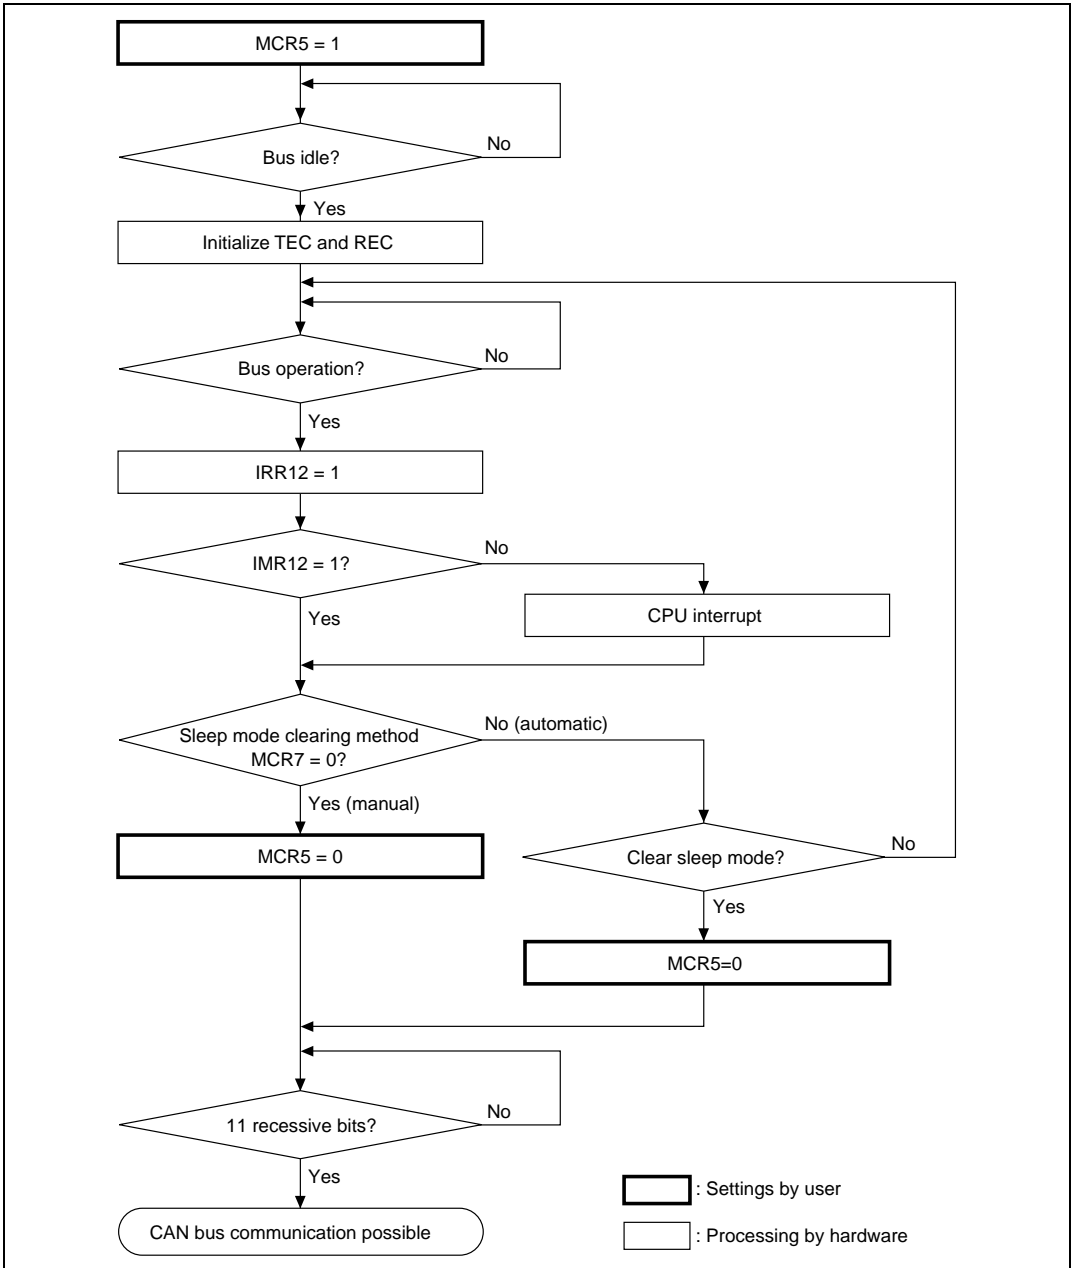 MCR5 = 1
No
Bus idle?
Yes
Initialize TEC and REC
No
Bus operation?
Yes
IRR12 = 1
No
IMR12 = 1?
Yes
CPU interrupt
No (automatic)
Sleep mode clearing method
MCR7 = 0?
Yes (manual)
MCR5 = 0
No
Clear sleep mode?
Yes
MCR5=0
No
11 recessive bits?
Yes
: Settings by user
CAN bus communication possible
: Processing by hardware